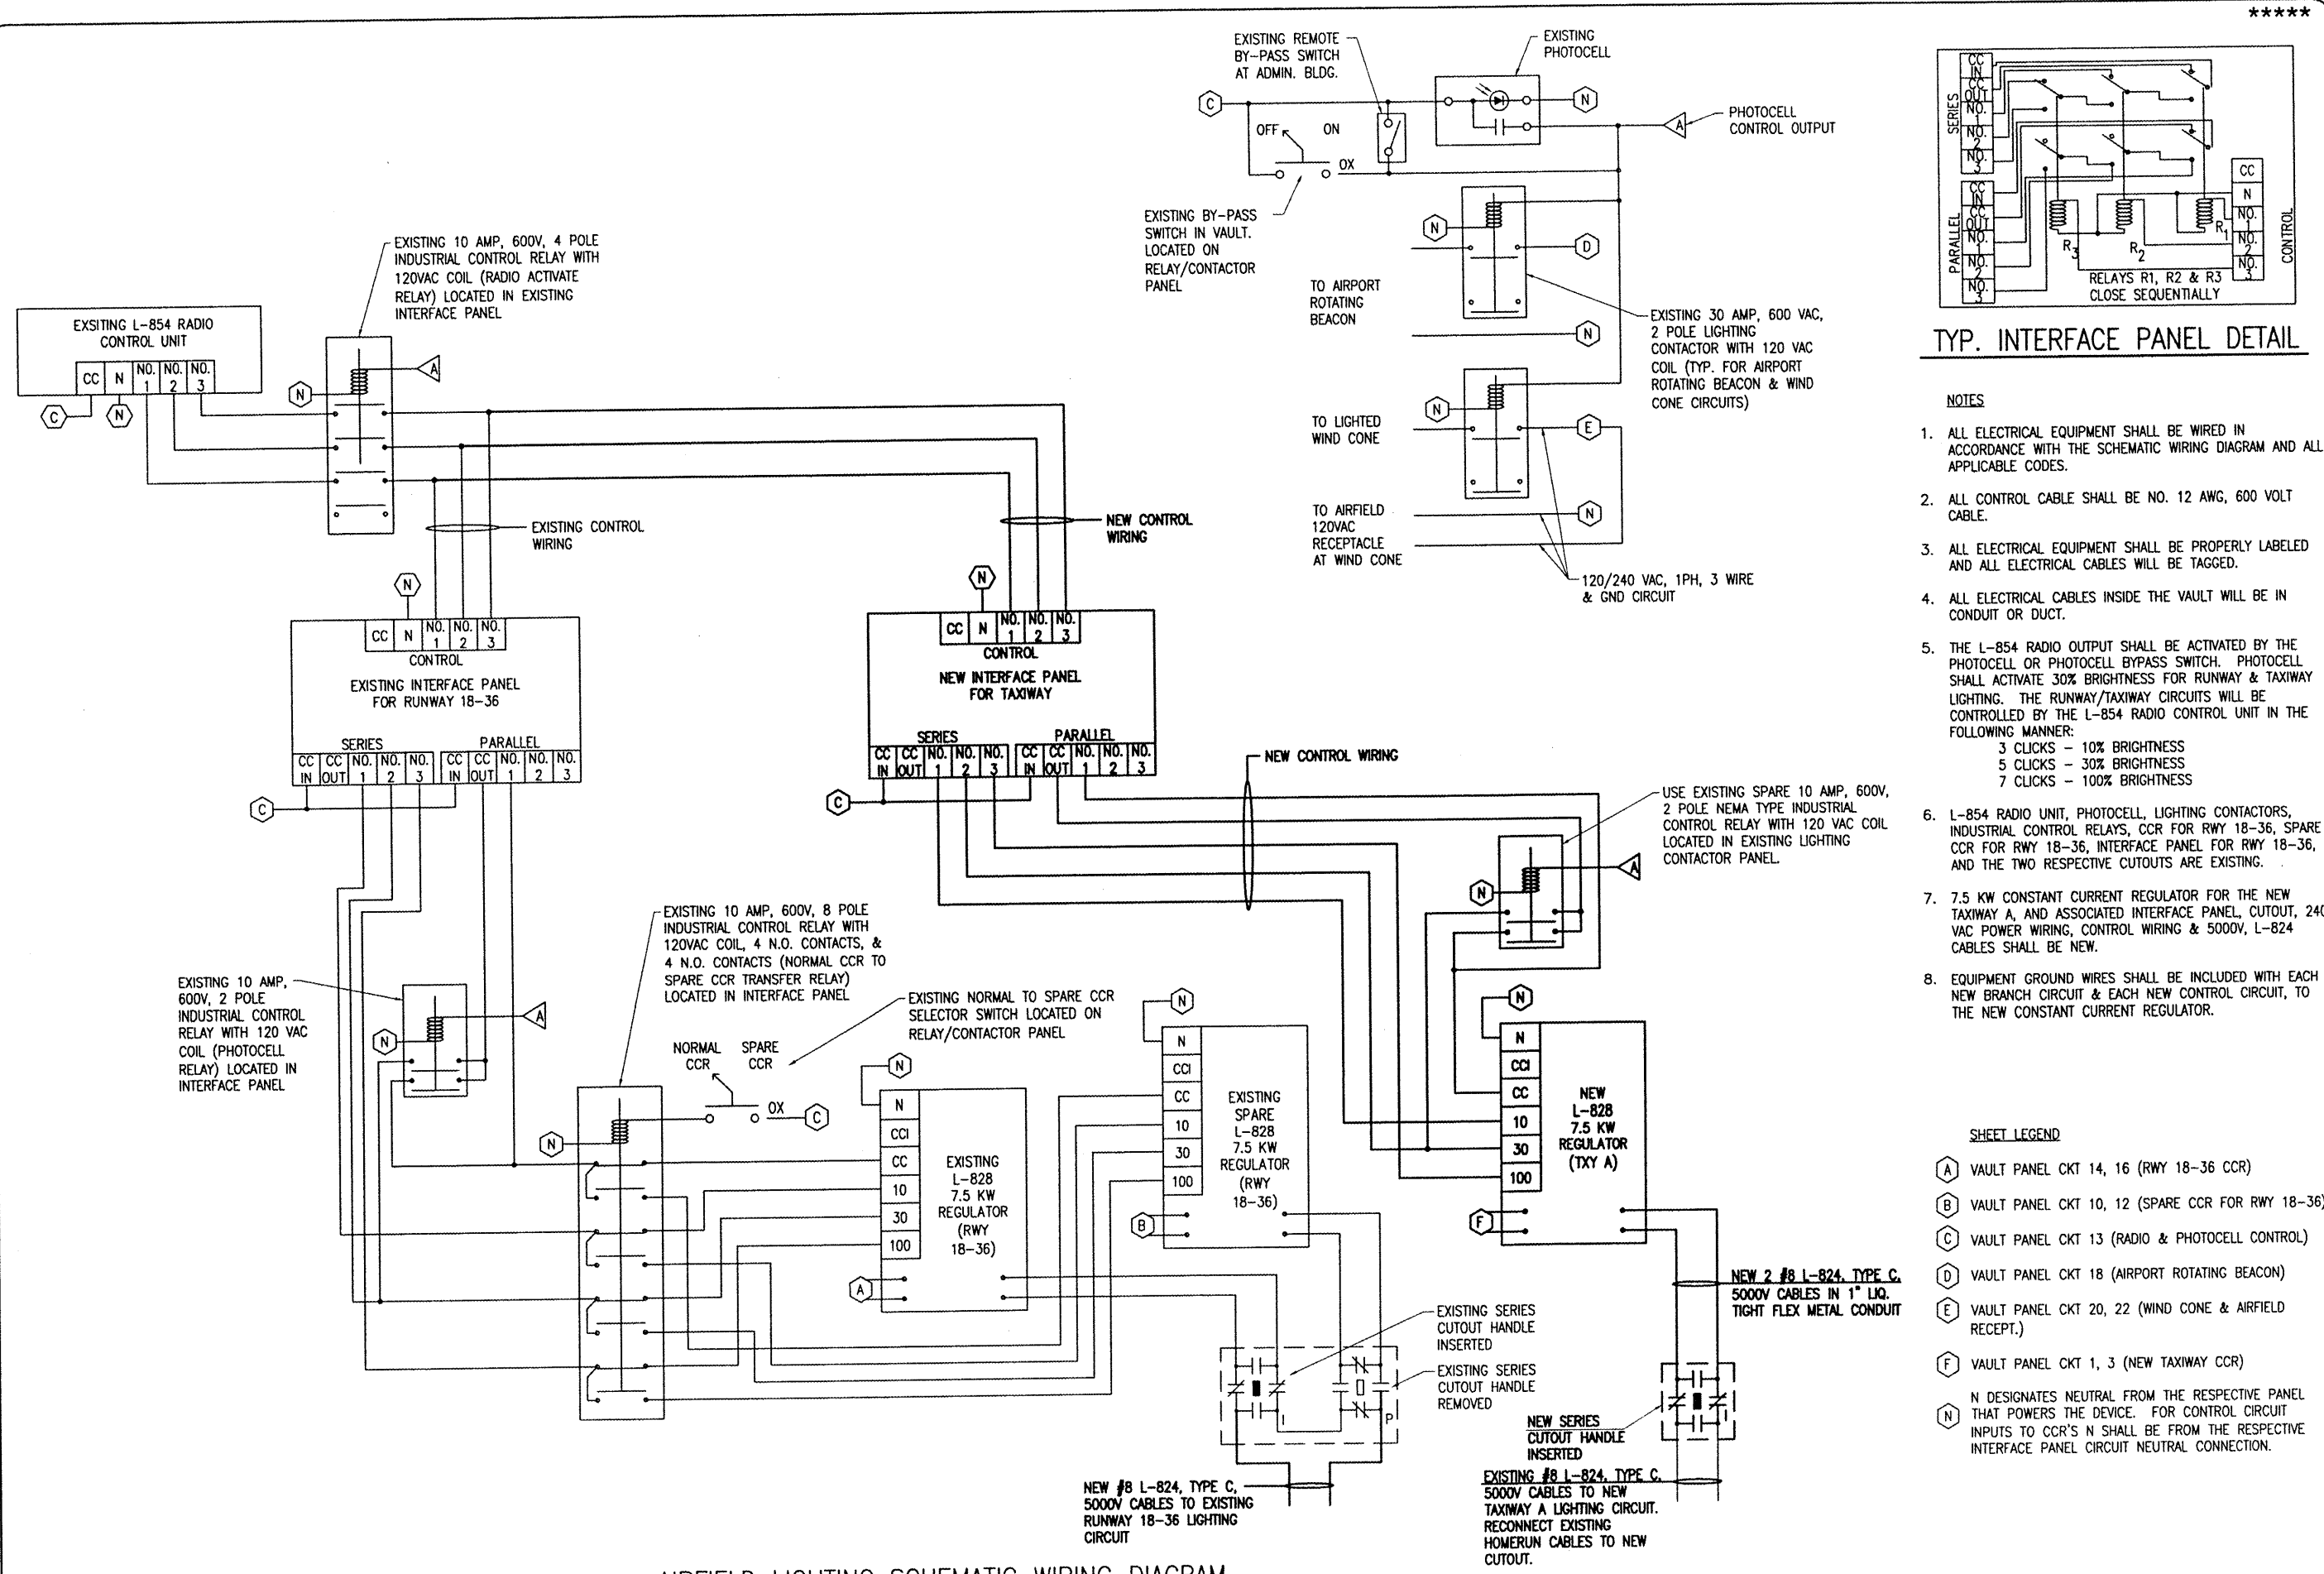 *****
EXISTING REMOTE
BY-PASS SWITCH
AT ADMIN. BLDG.
EXISTING
PHOTOCELL
C
N
OFF
ON
OX
A
PHOTOCELL
CONTROL OUTPUT
EXISTING BY-PASS
SWITCH IN VAULT.
LOCATED ON
RELAY/CONTACTOR
PANEL
N
D
TO AIRPORT
ROTATING
BEACON
N
EXISTING 30 AMP, 600 VAC,
2 POLE LIGHTING
CONTACTOR WITH 120 VAC
COIL (TYP. FOR AIRPORT
ROTATING BEACON & WIND
CONE CIRCUITS)
N
TO LIGHTED
WIND CONE
E
TO AIRFIELD
120VAC
RECEPTACLE
AT WIND CONE
N
120/240 VAC, 1PH, 3 WIRE
& GND CIRCUIT
EXISTING 10 AMP, 600V, 4 POLE
INDUSTRIAL CONTROL RELAY WITH
120VAC COIL (RADIO ACTIVATE
RELAY) LOCATED IN EXISTING
INTERFACE PANEL
EXSITING L-854 RADIO
CONTROL UNIT
CC N NO. 1 NO. 2 NO. 3
C
N
N
A
EXISTING CONTROL
WIRING
NEW CONTROL
WIRING
N
CC N NO. 1 NO. 2 NO. 3
CONTROL
EXISTING INTERFACE PANEL
FOR RUNWAY 18-36
SERIES PARALLEL
CC IN CC OUT NO. 1 NO. 2 NO. 3 CC IN CC OUT NO. 1 NO. 2 NO. 3
C
N
CC N NO. 1 NO. 2 NO. 3
CONTROL
NEW INTERFACE PANEL
FOR TAXIWAY
SERIES PARALLEL
CC IN CC OUT NO. 1 NO. 2 NO. 3 CC IN CC OUT NO. 1 NO. 2 NO. 3
C
NEW CONTROL WIRING
USE EXISTING SPARE 10 AMP, 600V,
2 POLE NEMA TYPE INDUSTRIAL
CONTROL RELAY WITH 120 VAC COIL
LOCATED IN EXISTING LIGHTING
CONTACTOR PANEL.
A
N
EXISTING 10 AMP,
600V, 2 POLE
INDUSTRIAL CONTROL
RELAY WITH 120 VAC
COIL (PHOTOCELL
RELAY) LOCATED IN
INTERFACE PANEL
N
A
EXISTING 10 AMP, 600V, 8 POLE
INDUSTRIAL CONTROL RELAY WITH
120VAC COIL, 4 N.O. CONTACTS, &
4 N.O. CONTACTS (NORMAL CCR TO
SPARE CCR TRANSFER RELAY)
LOCATED IN INTERFACE PANEL
EXISTING NORMAL TO SPARE CCR
SELECTOR SWITCH LOCATED ON
RELAY/CONTACTOR PANEL
NORMAL
CCR
SPARE
CCR
OX
C
N
N
N
CCI
CC
10
30
100
EXISTING
L-828
7.5 KW
REGULATOR
(RWY
18-36)
A
N
N
CCI
CC
10
30
100
EXISTING
SPARE
L-828
7.5 KW
REGULATOR
(RWY
18-36)
B
N
N
CCI
CC
10
30
100
NEW
L-828
7.5 KW
REGULATOR
(TXY A)
F
NEW 2 #8 L-824, TYPE C,
5000V CABLES IN 1" LIQ.
TIGHT FLEX METAL CONDUIT
EXISTING SERIES
CUTOUT HANDLE
INSERTED
EXISTING SERIES
CUTOUT HANDLE
REMOVED
I
P
I
NEW SERIES
CUTOUT HANDLE
INSERTED
NEW #8 L-824, TYPE C,
5000V CABLES TO EXISTING
RUNWAY 18-36 LIGHTING
CIRCUIT
EXISTING #8 L-824, TYPE C,
5000V CABLES TO NEW
TAXIWAY A LIGHTING CIRCUIT.
RECONNECT EXISTING
HOMERUN CABLES TO NEW
CUTOUT.
AIRFIELD LIGHTING SCHEMATIC WIRING DIAGRAM
SERIES
CC IN
CC OUT
NO. 1
NO. 2
NO. 3
PARALLEL
CC IN
CC OUT
NO. 1
NO. 2
NO. 3
R3
R2
R1
CC
N
NO. 1
NO. 2
NO. 3
CONTROL
RELAYS R1, R2 & R3
CLOSE SEQUENTIALLY
TYP. INTERFACE PANEL DETAIL
NOTES
1. ALL ELECTRICAL EQUIPMENT SHALL BE WIRED IN
ACCORDANCE WITH THE SCHEMATIC WIRING DIAGRAM AND ALL
APPLICABLE CODES.
2. ALL CONTROL CABLE SHALL BE NO. 12 AWG, 600 VOLT
CABLE.
3. ALL ELECTRICAL EQUIPMENT SHALL BE PROPERLY LABELED
AND ALL ELECTRICAL CABLES WILL BE TAGGED.
4. ALL ELECTRICAL CABLES INSIDE THE VAULT WILL BE IN
CONDUIT OR DUCT.
5. THE L-854 RADIO OUTPUT SHALL BE ACTIVATED BY THE
PHOTOCELL OR PHOTOCELL BYPASS SWITCH. PHOTOCELL
SHALL ACTIVATE 30% BRIGHTNESS FOR RUNWAY & TAXIWAY
LIGHTING. THE RUNWAY/TAXIWAY CIRCUITS WILL BE
CONTROLLED BY THE L-854 RADIO CONTROL UNIT IN THE
FOLLOWING MANNER:
3 CLICKS - 10% BRIGHTNESS
5 CLICKS - 30% BRIGHTNESS
7 CLICKS - 100% BRIGHTNESS
6. L-854 RADIO UNIT, PHOTOCELL, LIGHTING CONTACTORS,
INDUSTRIAL CONTROL RELAYS, CCR FOR RWY 18-36, SPARE
CCR FOR RWY 18-36, INTERFACE PANEL FOR RWY 18-36,
AND THE TWO RESPECTIVE CUTOUTS ARE EXISTING.
7. 7.5 KW CONSTANT CURRENT REGULATOR FOR THE NEW
TAXIWAY A, AND ASSOCIATED INTERFACE PANEL, CUTOUT, 240
VAC POWER WIRING, CONTROL WIRING & 5000V, L-824
CABLES SHALL BE NEW.
8. EQUIPMENT GROUND WIRES SHALL BE INCLUDED WITH EACH
NEW BRANCH CIRCUIT & EACH NEW CONTROL CIRCUIT, TO
THE NEW CONSTANT CURRENT REGULATOR.
SHEET LEGEND
A VAULT PANEL CKT 14, 16 (RWY 18-36 CCR)
B VAULT PANEL CKT 10, 12 (SPARE CCR FOR RWY 18-36)
C VAULT PANEL CKT 13 (RADIO & PHOTOCELL CONTROL)
D VAULT PANEL CKT 18 (AIRPORT ROTATING BEACON)
E VAULT PANEL CKT 20, 22 (WIND CONE & AIRFIELD
RECEPT.)
F VAULT PANEL CKT 1, 3 (NEW TAXIWAY CCR)
N DESIGNATES NEUTRAL FROM THE RESPECTIVE PANEL
N THAT POWERS THE DEVICE. FOR CONTROL CIRCUIT
INPUTS TO CCR'S N SHALL BE FROM THE RESPECTIVE
INTERFACE PANEL CIRCUIT NEUTRAL CONNECTION.